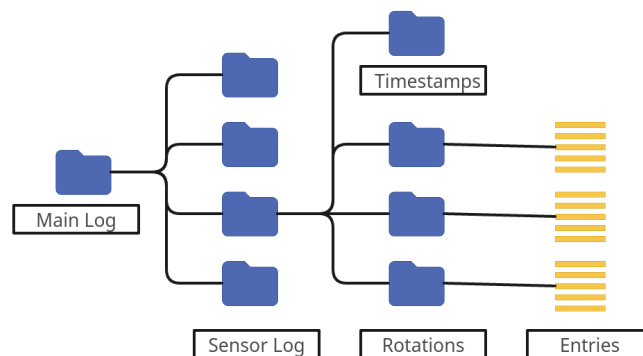 Timestamps
Main Log
Sensor Log
Rotations
Entries